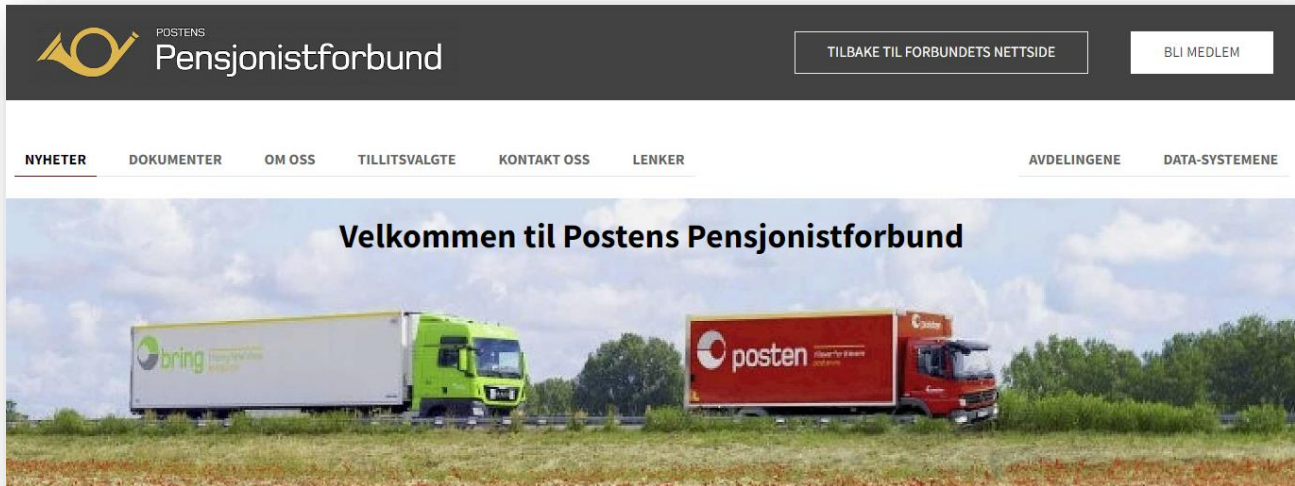 POSTENS
Pensjonistforbund
TILBAKE TIL FORBUNDETS NETTSIDE
BLI MEDLEM
NYHETER
DOKUMENTER
OM OSS
TILLITSVALGTE
KONTAKT OSS
LENKER
AVDELINGENE
DATA-SYSTEMENE
Velkommen til Postens Pensjonistforbund
bring
posten